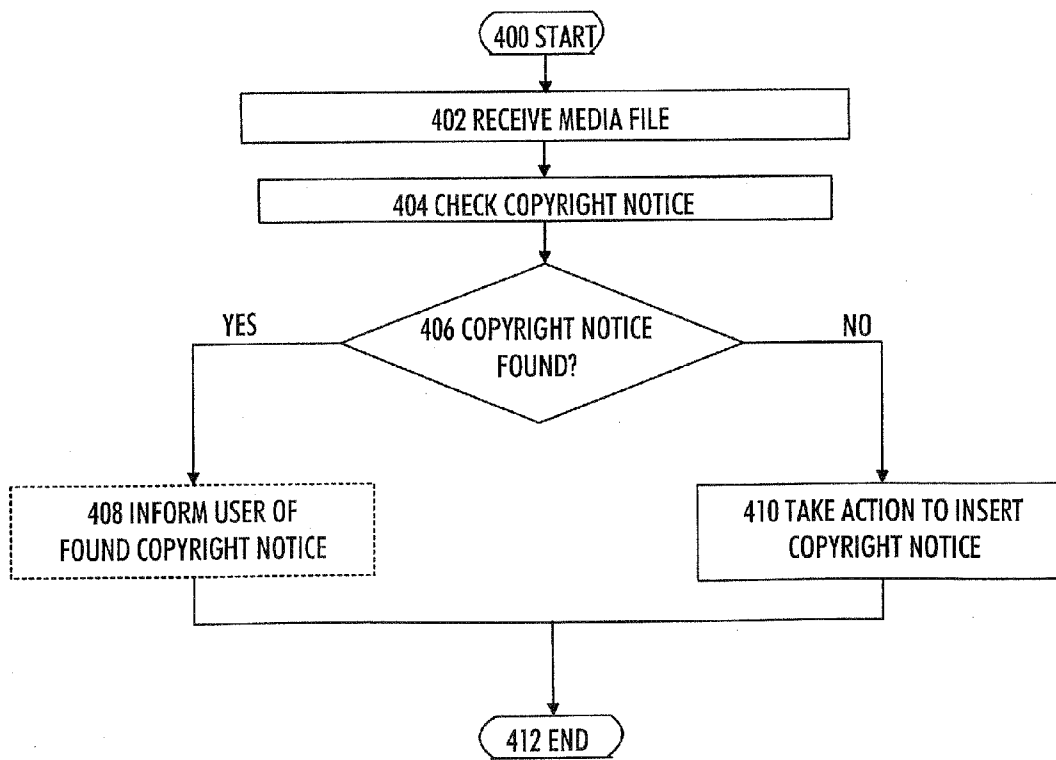 400 START
402 RECEIVE MEDIA FILE
404 CHECK COPYRIGHT NOTICE
406 COPYRIGHT NOTICE
FOUND?
YES
NO
408 INFORM USER OF
FOUND COPYRIGHT NOTICE
410 TAKE ACTION TO INSERT
COPYRIGHT NOTICE
412 END